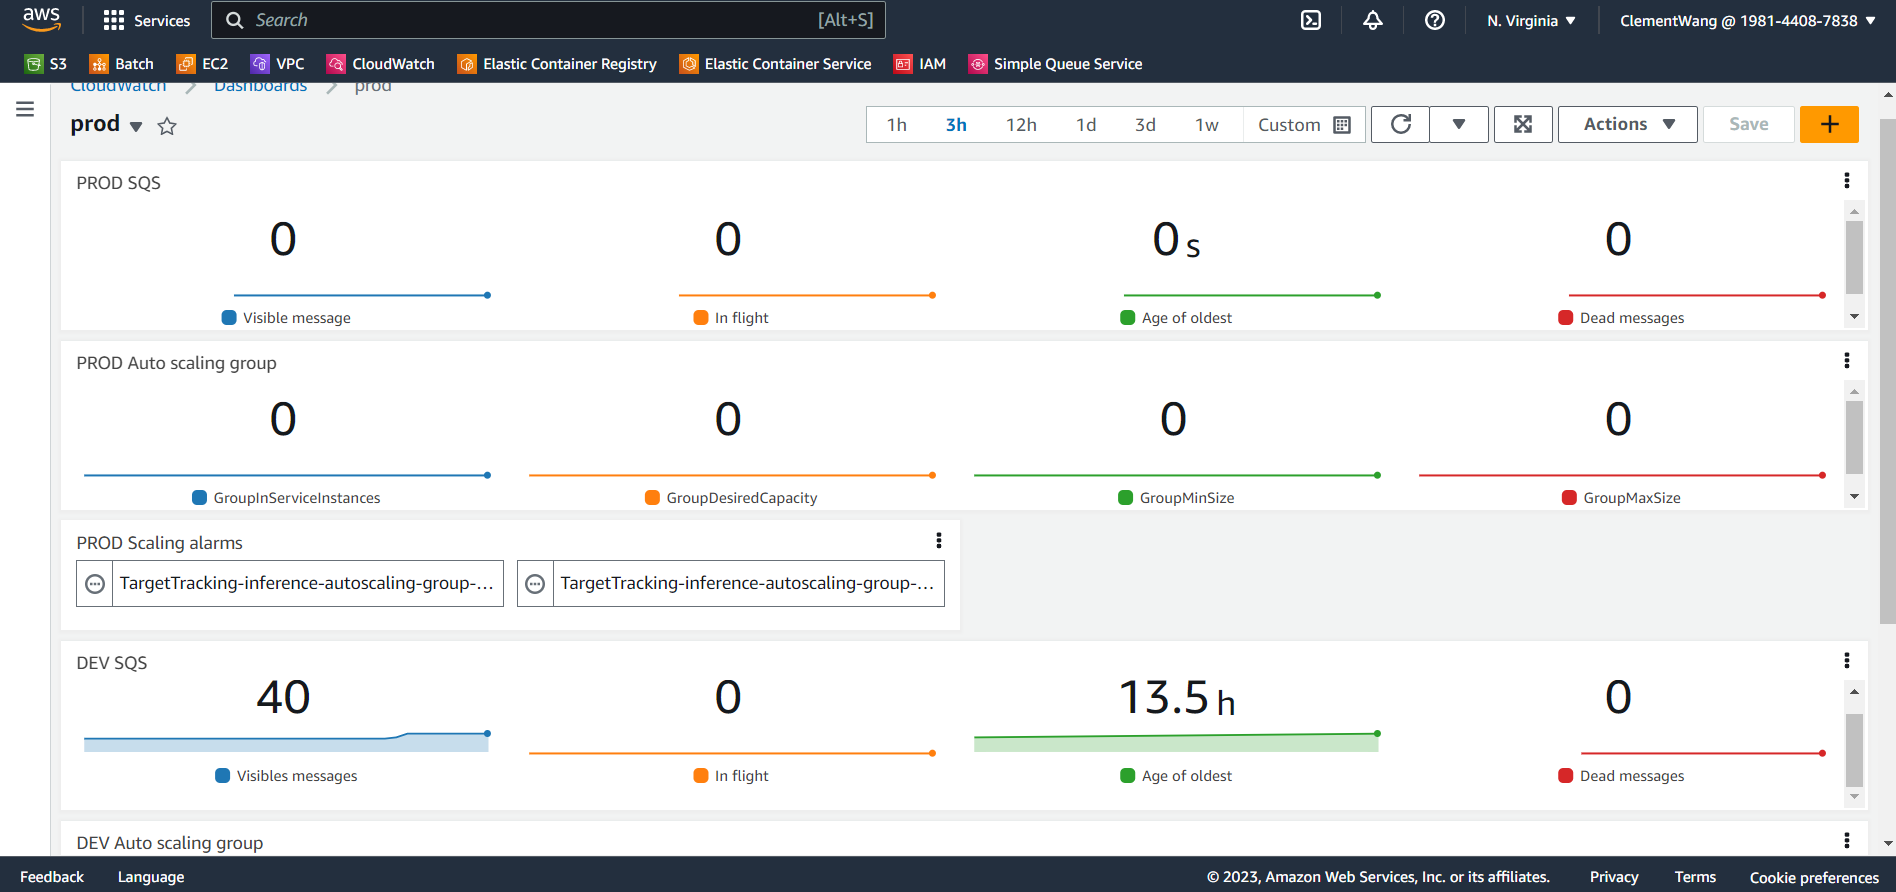 aws Services Search [Alt+S] N. Virginia ClementWang @ 1981-4408-7838
S3 Batch EC2 VPC CloudWatch Elastic Container Registry Elastic Container Service IAM Simple Queue Service
CloudWatch Dashboards prod
prod 1h 3h 12h 1d 3d 1w Custom Actions Save
PROD SQS
0 0 0 s 0
Visible message In flight Age of oldest Dead messages
PROD Auto scaling group
0 0 0 0
GroupInServiceInstances GroupDesiredCapacity GroupMinSize GroupMaxSize
PROD Scaling alarms
TargetTracking-inference-autoscaling-group-... TargetTracking-inference-autoscaling-group-...
DEV SQS
40 0 13.5 h 0
Visibles messages In flight Age of oldest Dead messages
DEV Auto scaling group
Feedback Language © 2023, Amazon Web Services, Inc. or its affiliates. Privacy Terms Cookie preferences